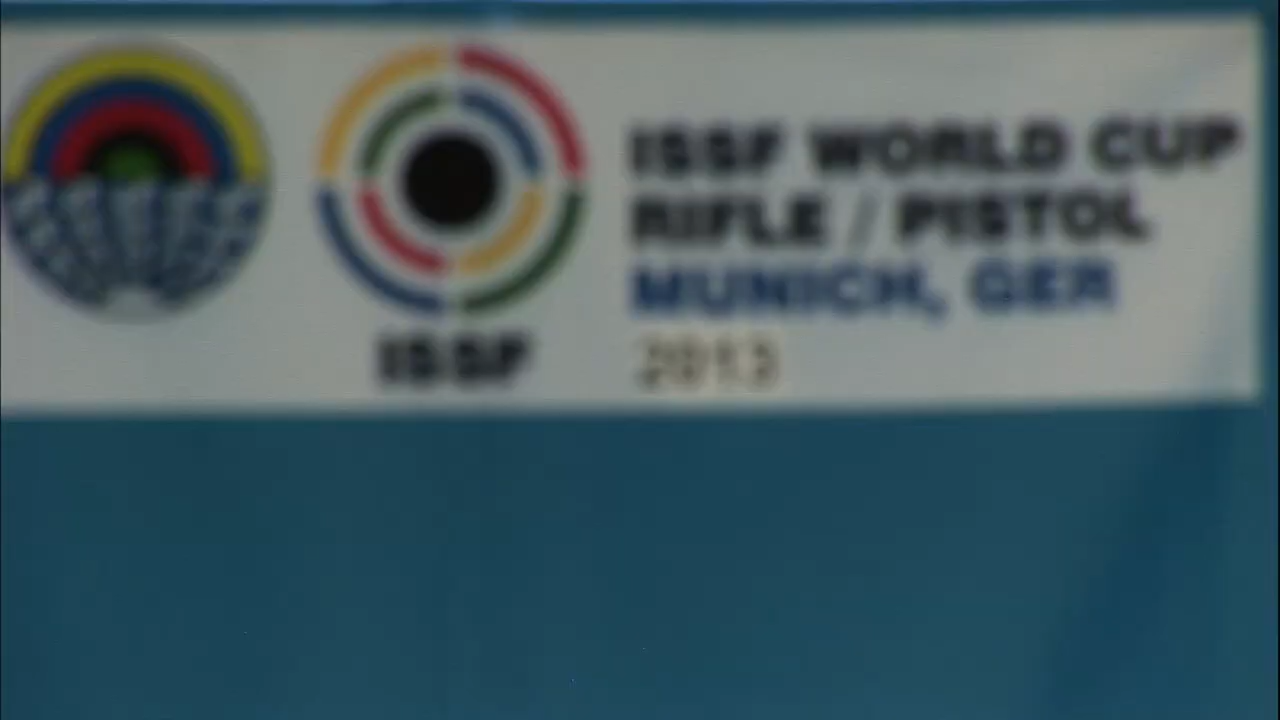 ISSF WORLD CUP
RIFLE / PISTOL
MUNICH, GER
2013
ISSF